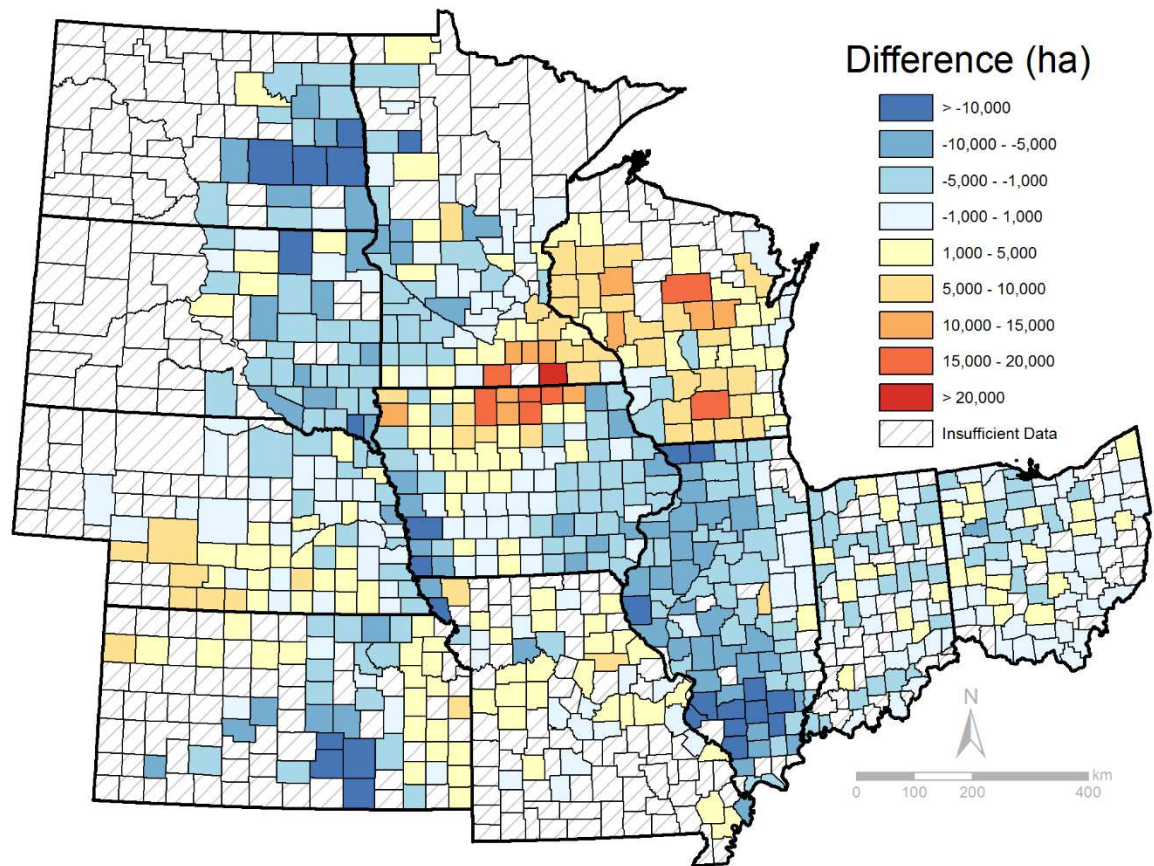 Difference (ha)
> -10,000
-10,000 - -5,000
-5,000 - -1,000
-1,000 - 1,000
1,000 - 5,000
5,000 - 10,000
10,000 - 15,000
15,000 - 20,000
> 20,000
Insufficient Data
N
km
0 100 200 400